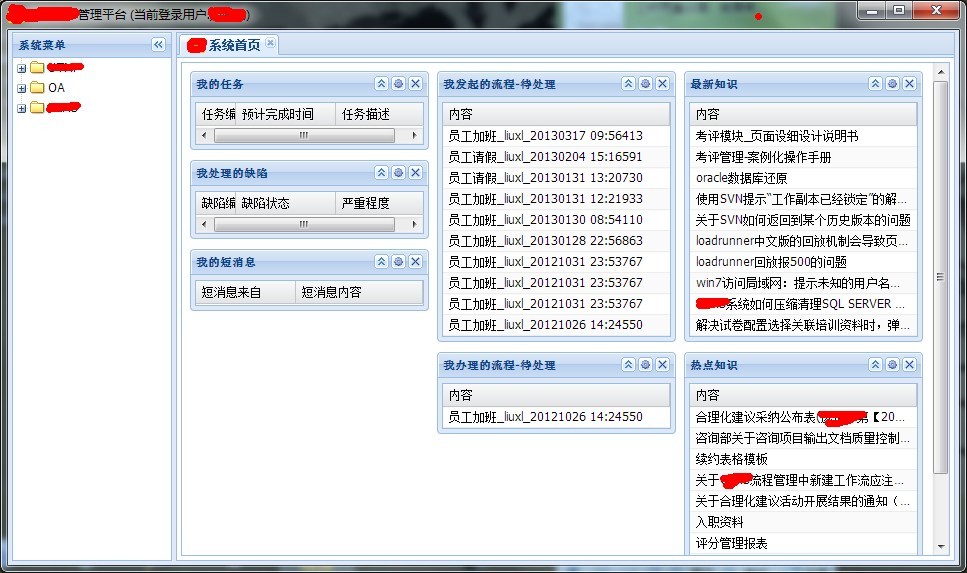 管理平台 (当前登录用户:
系统菜单
OA
系统首页
我的任务
任务编 预计完成时间 任务描述
我处理的缺陷
缺陷编 缺陷状态 严重程度
我的短消息
短消息来自 短消息内容
我发起的流程-待处理
内容
员工加班_liuxl_20130317 09:56413
员工请假_liuxl_20130204 15:16591
员工请假_liuxl_20130131 13:20730
员工加班_liuxl_20130131 12:21933
员工加班_liuxl_20130130 08:54110
员工加班_liuxl_20130128 22:56863
员工加班_liuxl_20121031 23:53767
员工加班_liuxl_20121031 23:53767
员工加班_liuxl_20121031 23:53767
员工加班_liuxl_20121026 14:24550
我办理的流程-待处理
内容
员工加班_liuxl_20121026 14:24550
最新知识
内容
考评模块_页面设细设计说明书
考评管理-案例化操作手册
oracle数据库还原
使用SVN提示“工作副本已经锁定”的解...
关于SVN如何返回到某个历史版本的问题
loadrunner中文版的回放机制会导致页...
loadrunner回放报500的问题
win7访问局域网：提示未知的用户名...
系统如何压缩清理SQL SERVER ...
解决试卷配置选择关联培训资料时，弹...
热点知识
内容
合理化建议采纳公布表 第【20...
咨询部关于咨询项目输出文档质量控制...
续约表格模板
关于 流程管理中新建工作流应注...
关于合理化建议活动开展结果的通知（...
入职资料
评分管理报表